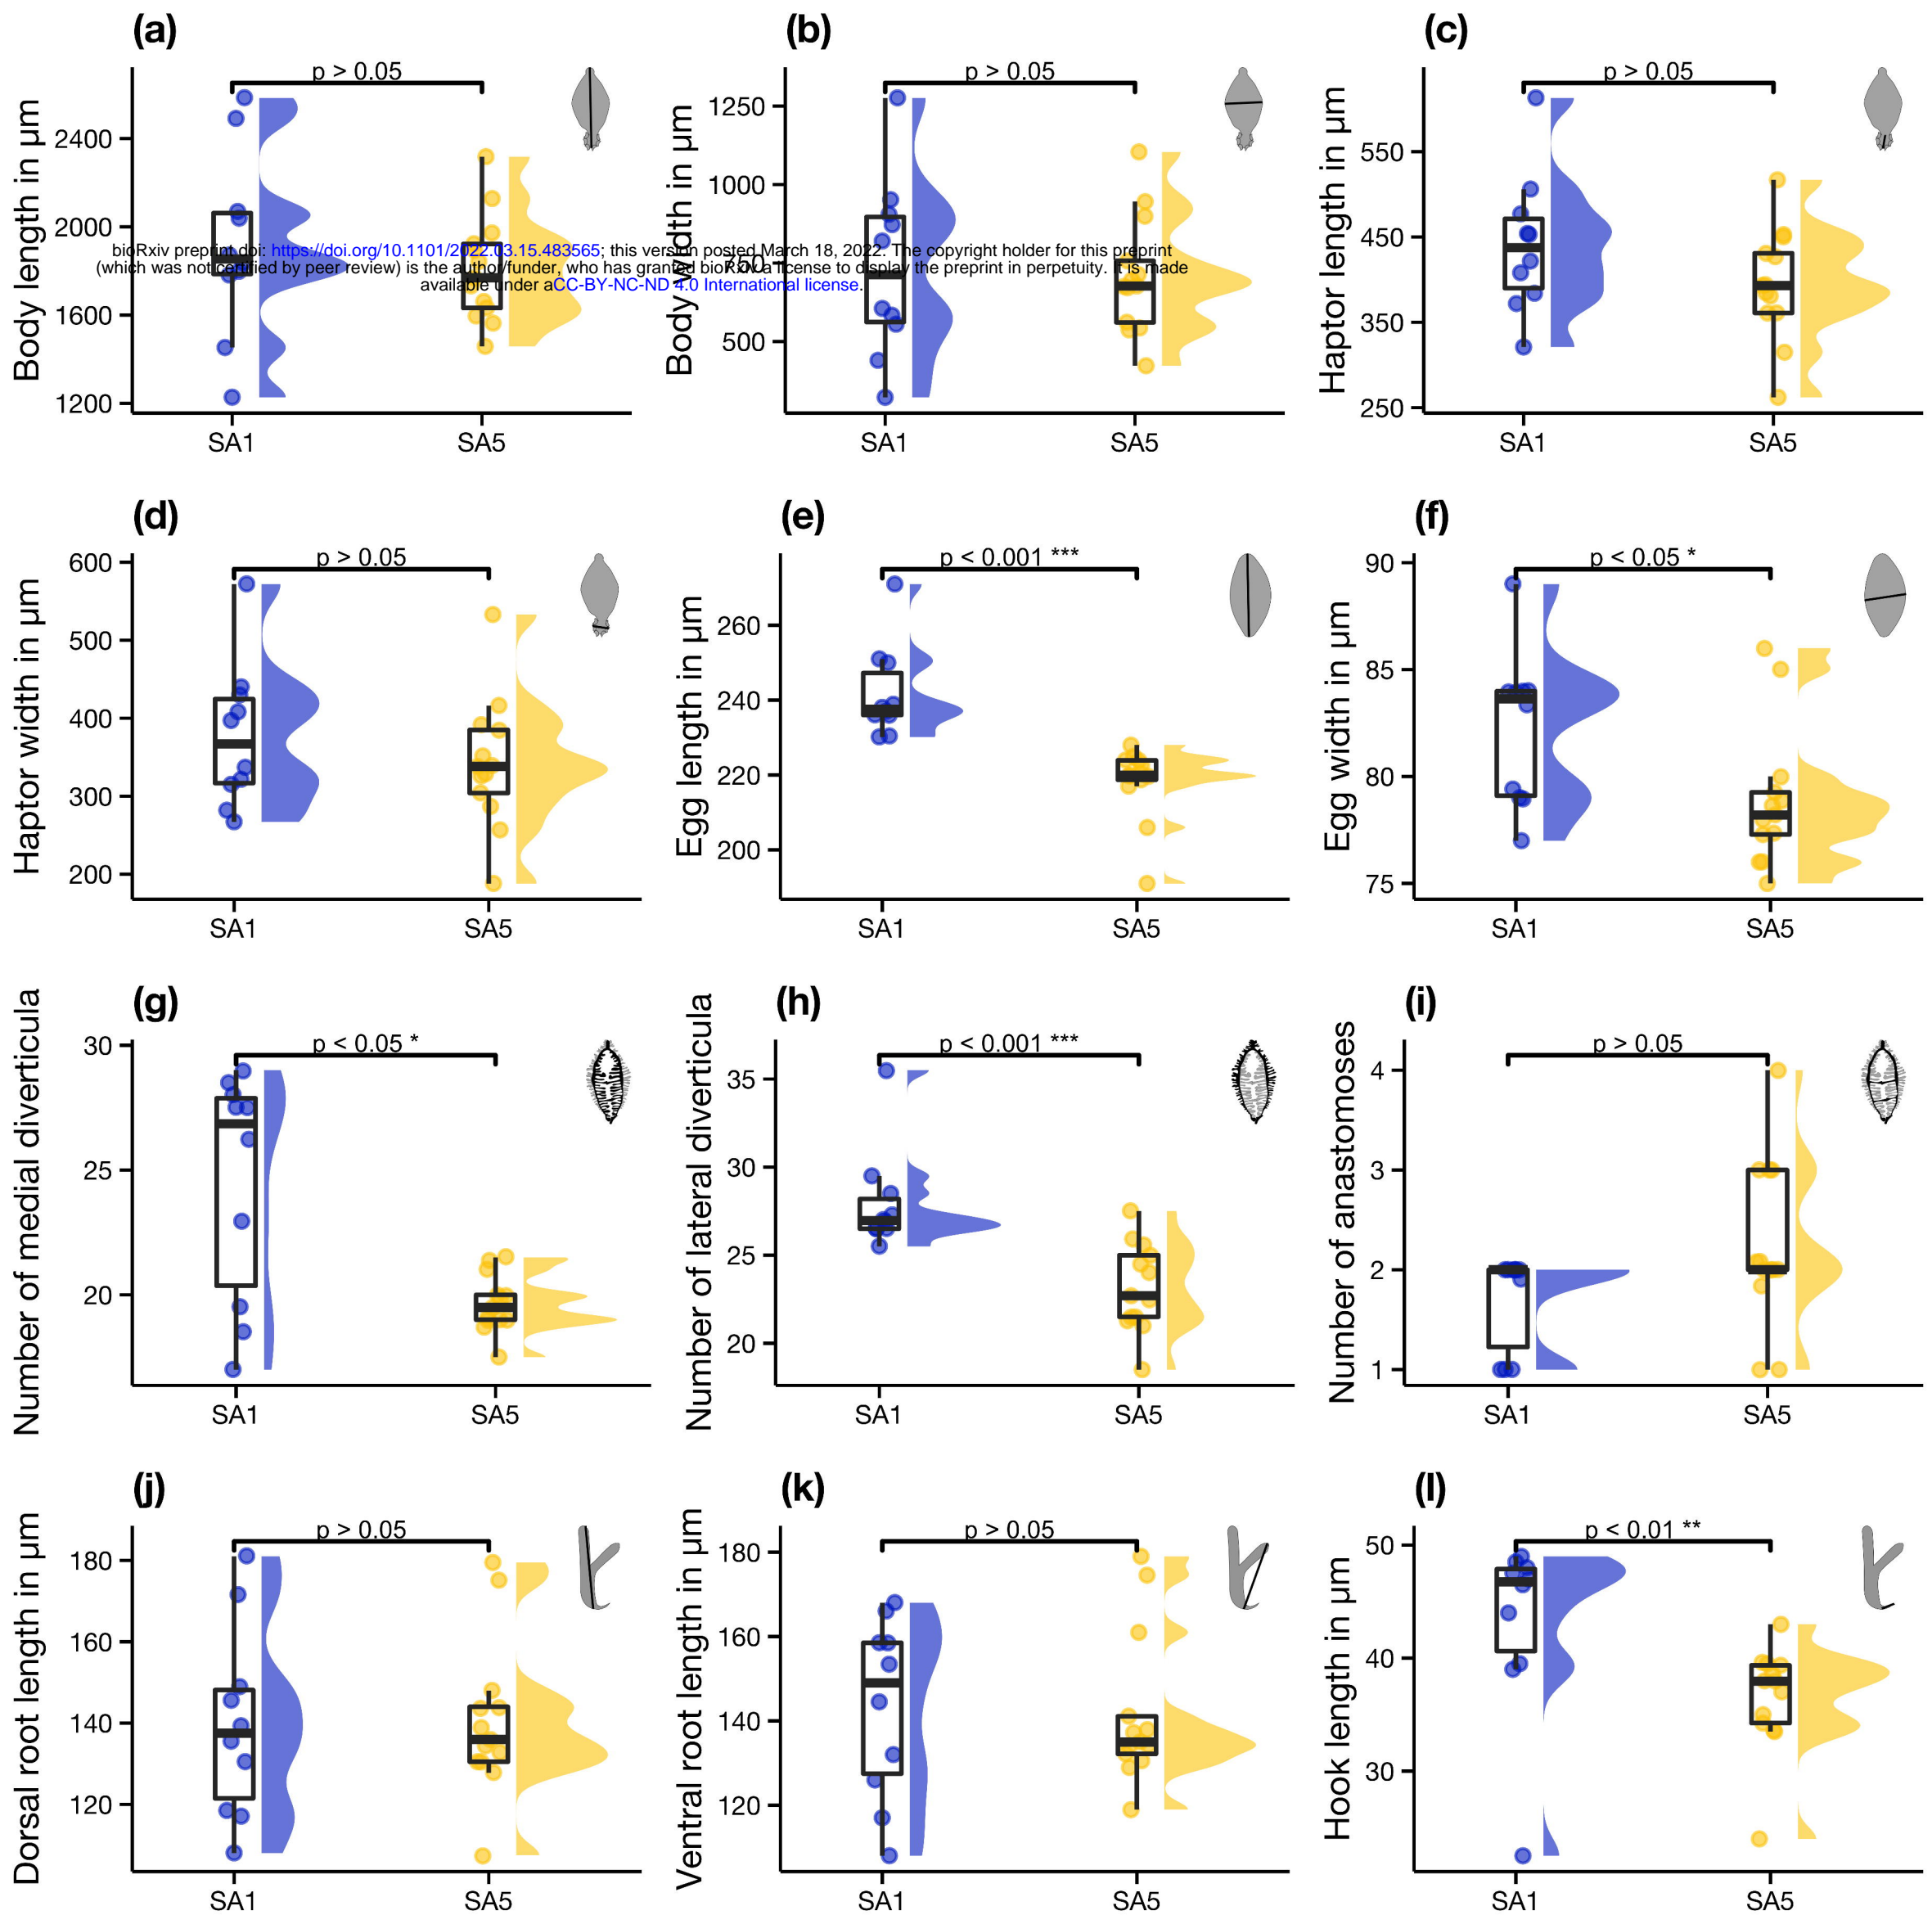 (a)
(b)
(c)
p > 0.05
p > 0.05
p > 0.05
Body length in µm
2400
2000
1600
1200
SA1
SA5
Body width in µm
1250
1000
750
500
SA1
SA5
Haptor length in µm
550
450
350
250
SA1
SA5
bioRxiv preprint doi: https://doi.org/10.1101/2022.03.15.483565; this version posted March 18, 2022. The copyright holder for this preprint
(which was not certified by peer review) is the author/funder, who has granted bioRxiv a license to display the preprint in perpetuity. It is made
available under aCC-BY-NC-ND 4.0 International license.
(d)
(e)
(f)
p > 0.05
p < 0.001 ***
p < 0.05 *
Haptor width in µm
600
500
400
300
200
SA1
SA5
Egg length in µm
260
240
220
200
SA1
SA5
Egg width in µm
90
85
80
75
SA1
SA5
(g)
(h)
(i)
p < 0.05 *
p < 0.001 ***
p > 0.05
Number of medial diverticula
30
25
20
SA1
SA5
Number of lateral diverticula
35
30
25
20
SA1
SA5
Number of anastomoses
4
3
2
1
SA1
SA5
(j)
(k)
(l)
p > 0.05
p > 0.05
p < 0.01 **
Dorsal root length in µm
180
160
140
120
SA1
SA5
Ventral root length in µm
180
160
140
120
SA1
SA5
Hook length in µm
50
40
30
SA1
SA5